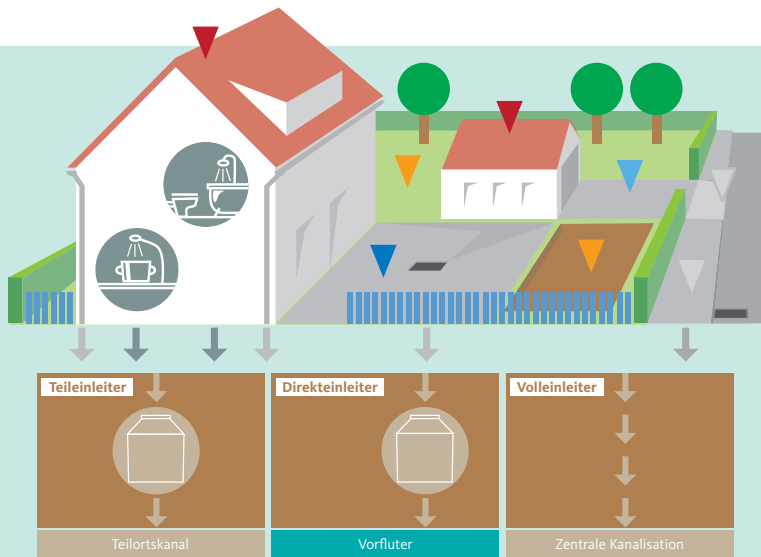 Teileinleiter
Direkteinleiter
Volleinleiter
Teilortskanal
Vorfluter
Zentrale Kanalisation